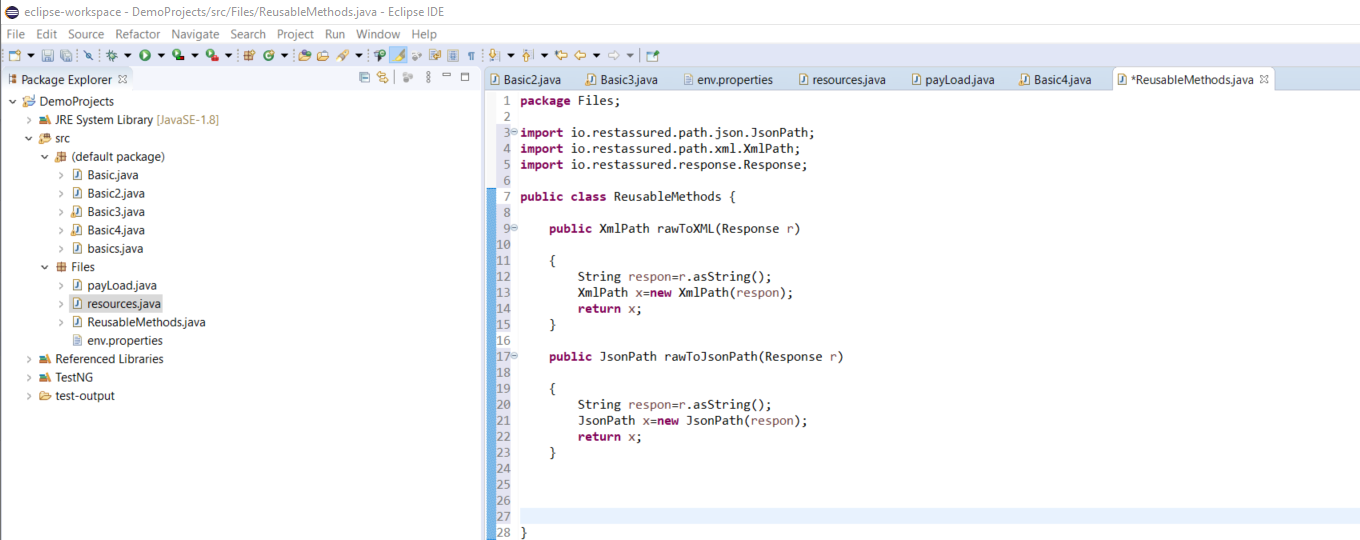 eclipse-workspace - DemoProjects/src/Files/ReusableMethods.java - Eclipse IDE
File Edit Source Refactor Navigate Search Project Run Window Help
Package Explorer
DemoProjects
JRE System Library [JavaSE-1.8]
src
(default package)
Basic.java
Basic2.java
Basic3.java
Basic4.java
basics.java
Files
payLoad.java
resources.java
ReusableMethods.java
env.properties
Referenced Libraries
TestNG
test-output
Basic2.java Basic3.java env.properties resources.java payLoad.java Basic4.java *ReusableMethods.java
1 package Files;
2
3 import io.restassured.path.json.JsonPath;
4 import io.restassured.path.xml.XmlPath;
5 import io.restassured.response.Response;
6
7 public class ReusableMethods {
8
9 public XmlPath rawToXML(Response r)
10
11 {
12 String respon=r.asString();
13 XmlPath x=new XmlPath(respon);
14 return x;
15 }
16
17 public JsonPath rawToJsonPath(Response r)
18
19 {
20 String respon=r.asString();
21 JsonPath x=new JsonPath(respon);
22 return x;
23 }
24
25
26
27
28 }